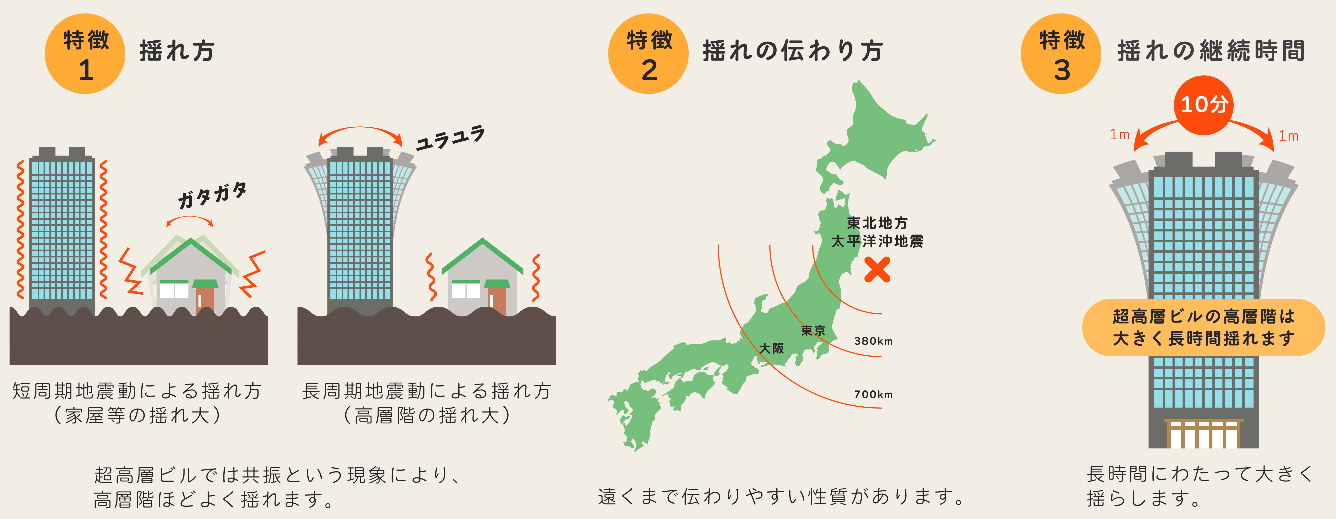 特徴
1
揺れ方
ガタガタ
ユラユラ
短周期地震動による揺れ方
（家屋等の揺れ大）
長周期地震動による揺れ方
（高層階の揺れ大）
超高層ビルでは共振という現象により、
高層階ほどよく揺れます。
特徴
2
揺れの伝わり方
東北地方
太平洋沖地震
東京
大阪
380km
700km
遠くまで伝わりやすい性質があります。
特徴
3
揺れの継続時間
10分
1m
1m
超高層ビルの高層階は
大きく長時間揺れます
長時間にわたって大きく
揺らします。